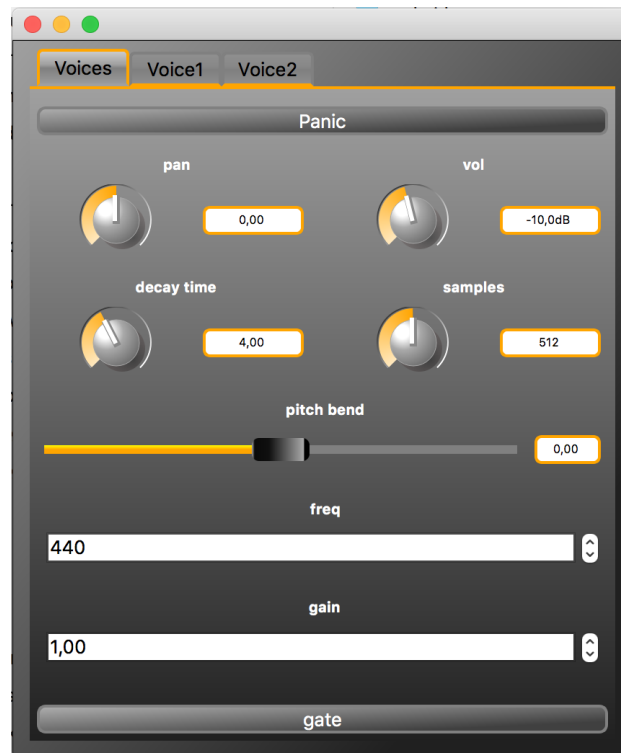 Voices Voice1 Voice2
Panic
pan vol
0,00 -10,0dB
decay time samples
4,00 512
pitch bend
0,00
freq
440
gain
1,00
gate